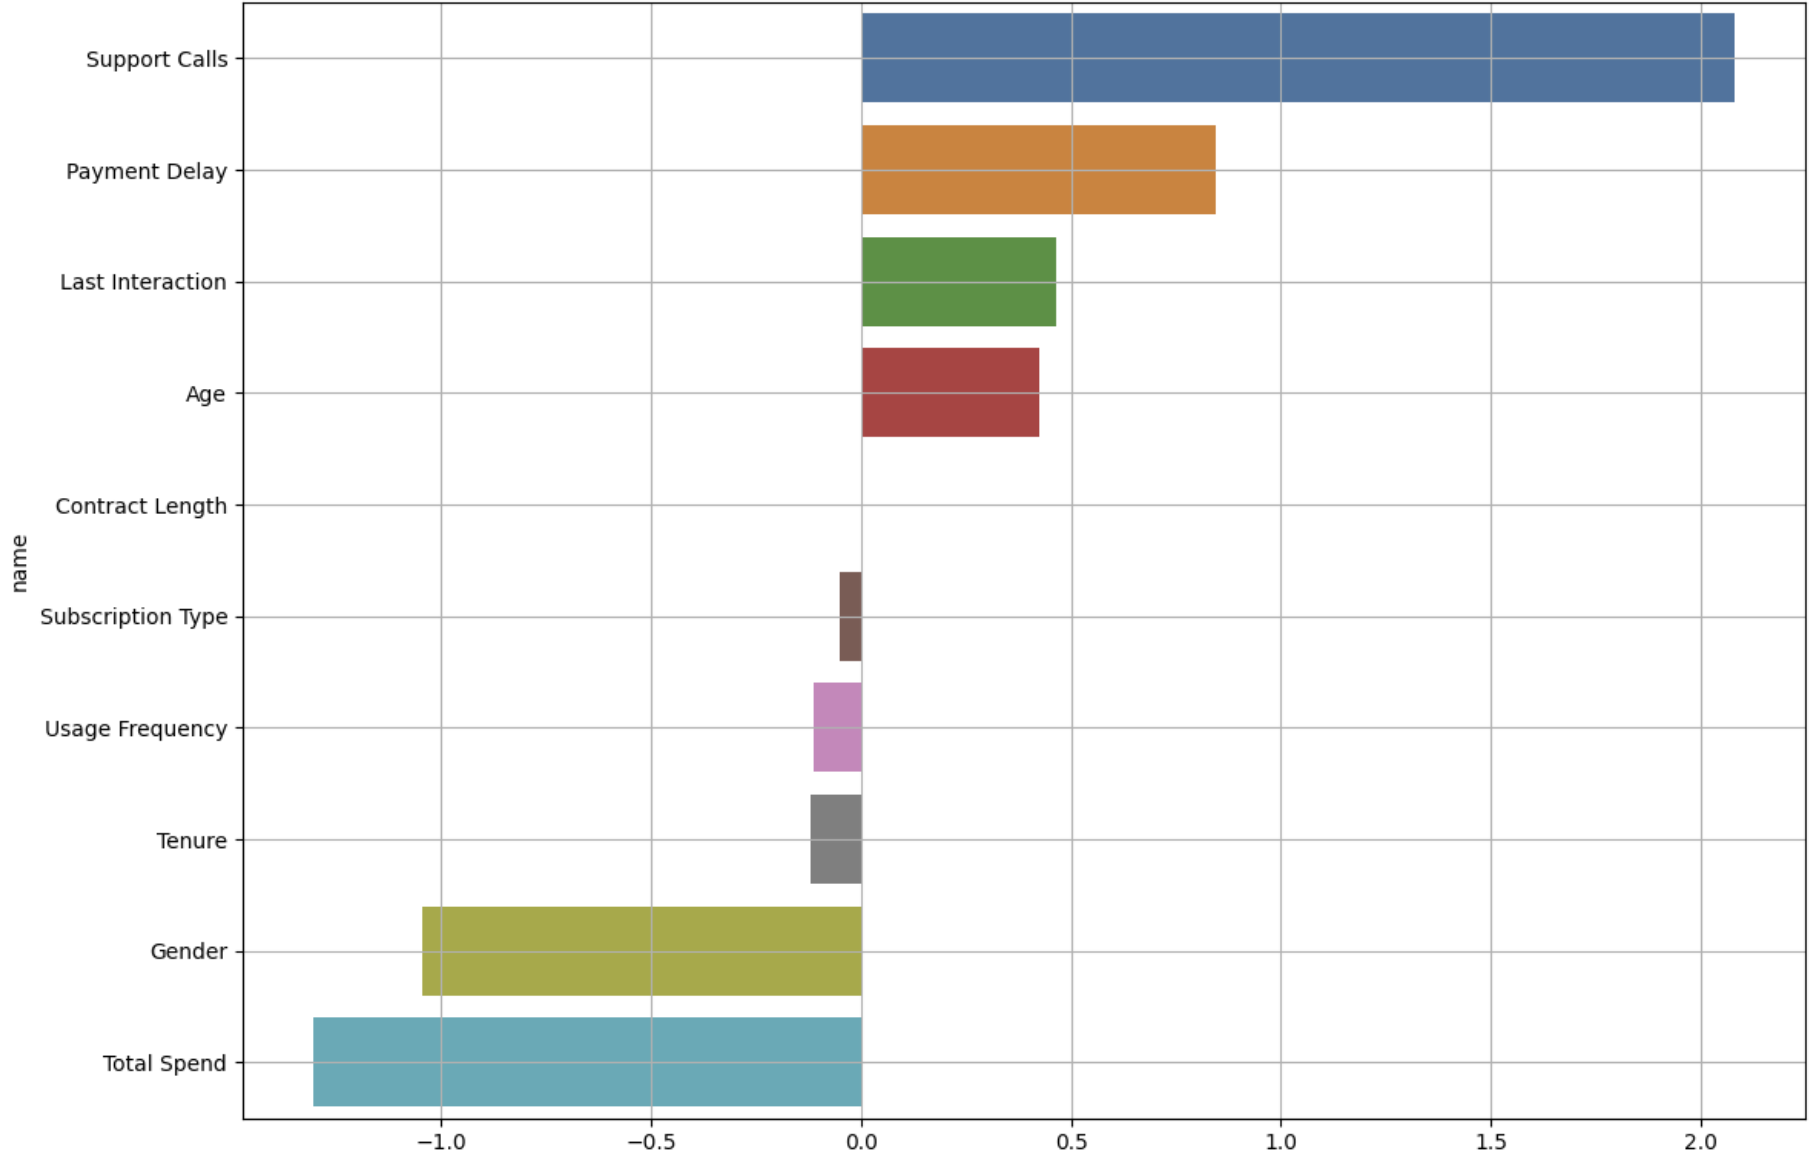 Support Calls
Payment Delay
Last Interaction
Age
Contract Length
name
Subscription Type
Usage Frequency
Tenure
Gender
Total Spend
−1.0 −0.5 0.0 0.5 1.0 1.5 2.0